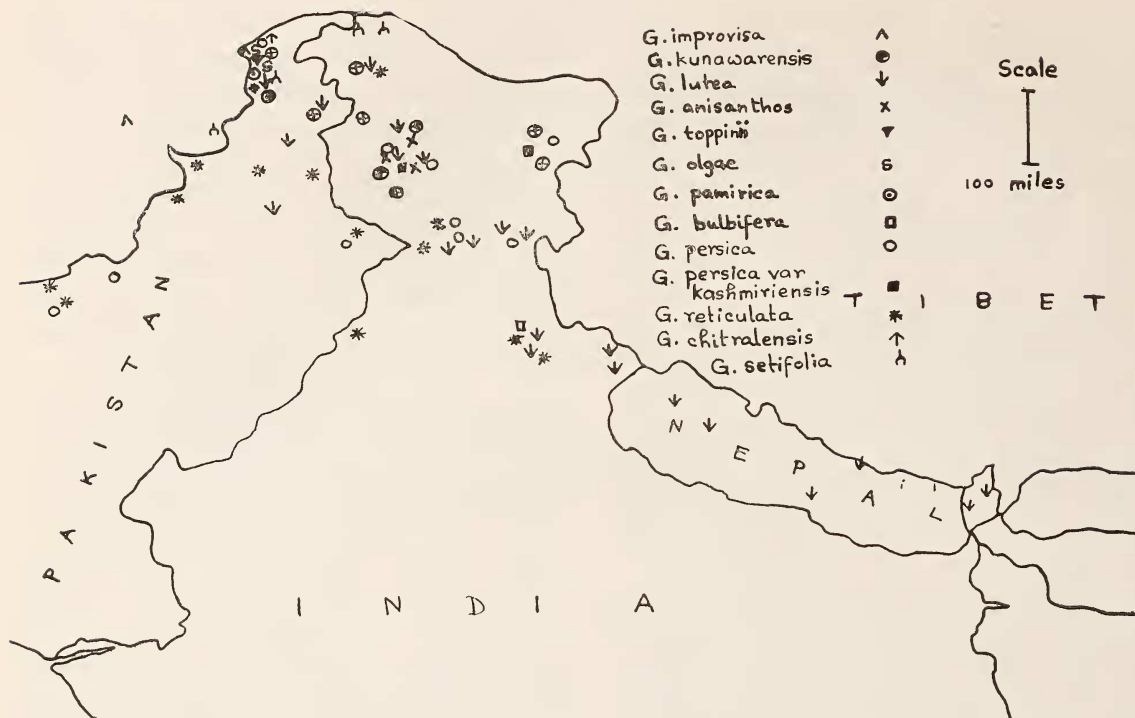 G. improvisa
G. kunawarensis
G. lutea
G. anisanthos
G. toppinii
G. olgae
G. pamirica
G. bulbifera
G. persica
G. persica var
kashmiriensis
G. reticulata
G. chitralensis
G. setifolia
Scale
100 miles
TIBET
PAKISTAN
NEPAL
INDIA